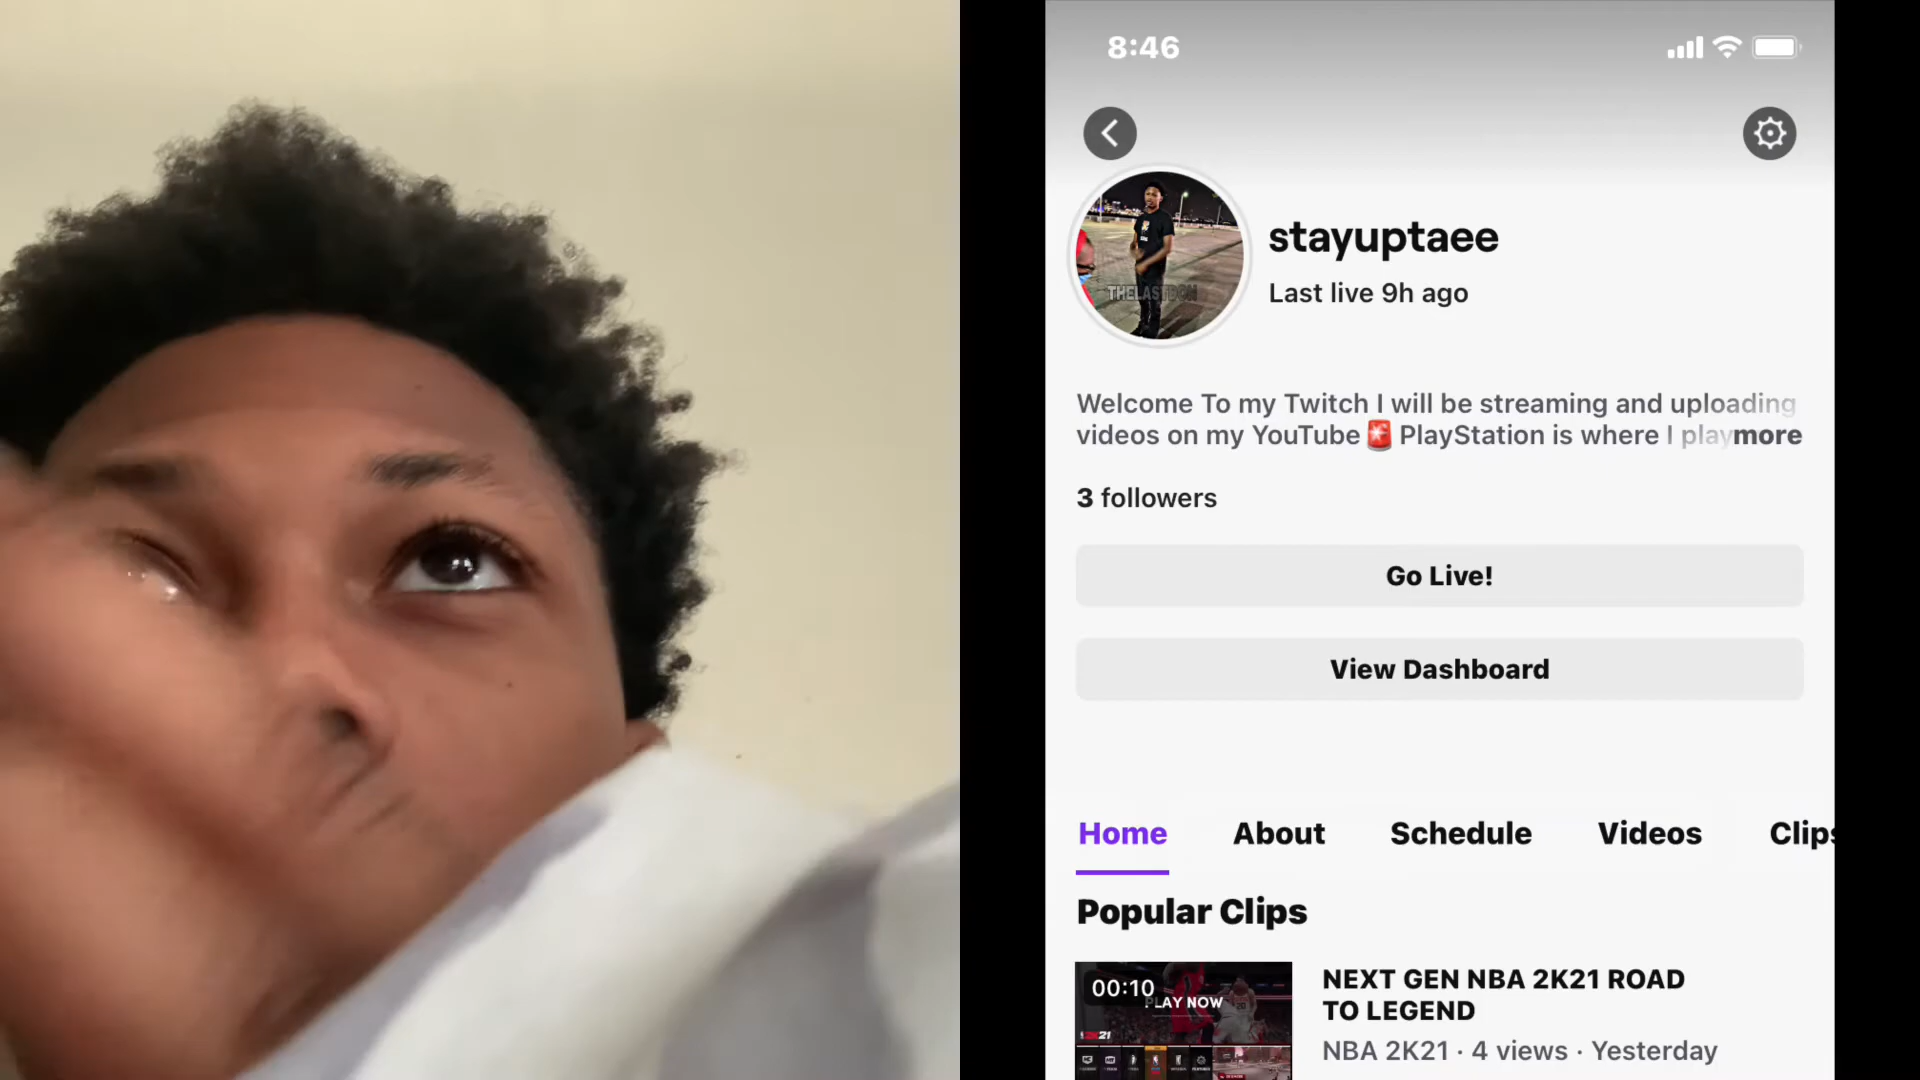 8:46
stayuptaee
Last live 9h ago
THELASTDON
Welcome To my Twitch I will be streaming and uploading
videos on my YouTube🚨 PlayStation is where I play more
3 followers
Go Live!
View Dashboard
Home About Schedule Videos Clips
Popular Clips
00:10
PLAY NOW
2K21
NEXT GEN NBA 2K21 ROAD
TO LEGEND
NBA 2K21 · 4 views · Yesterday